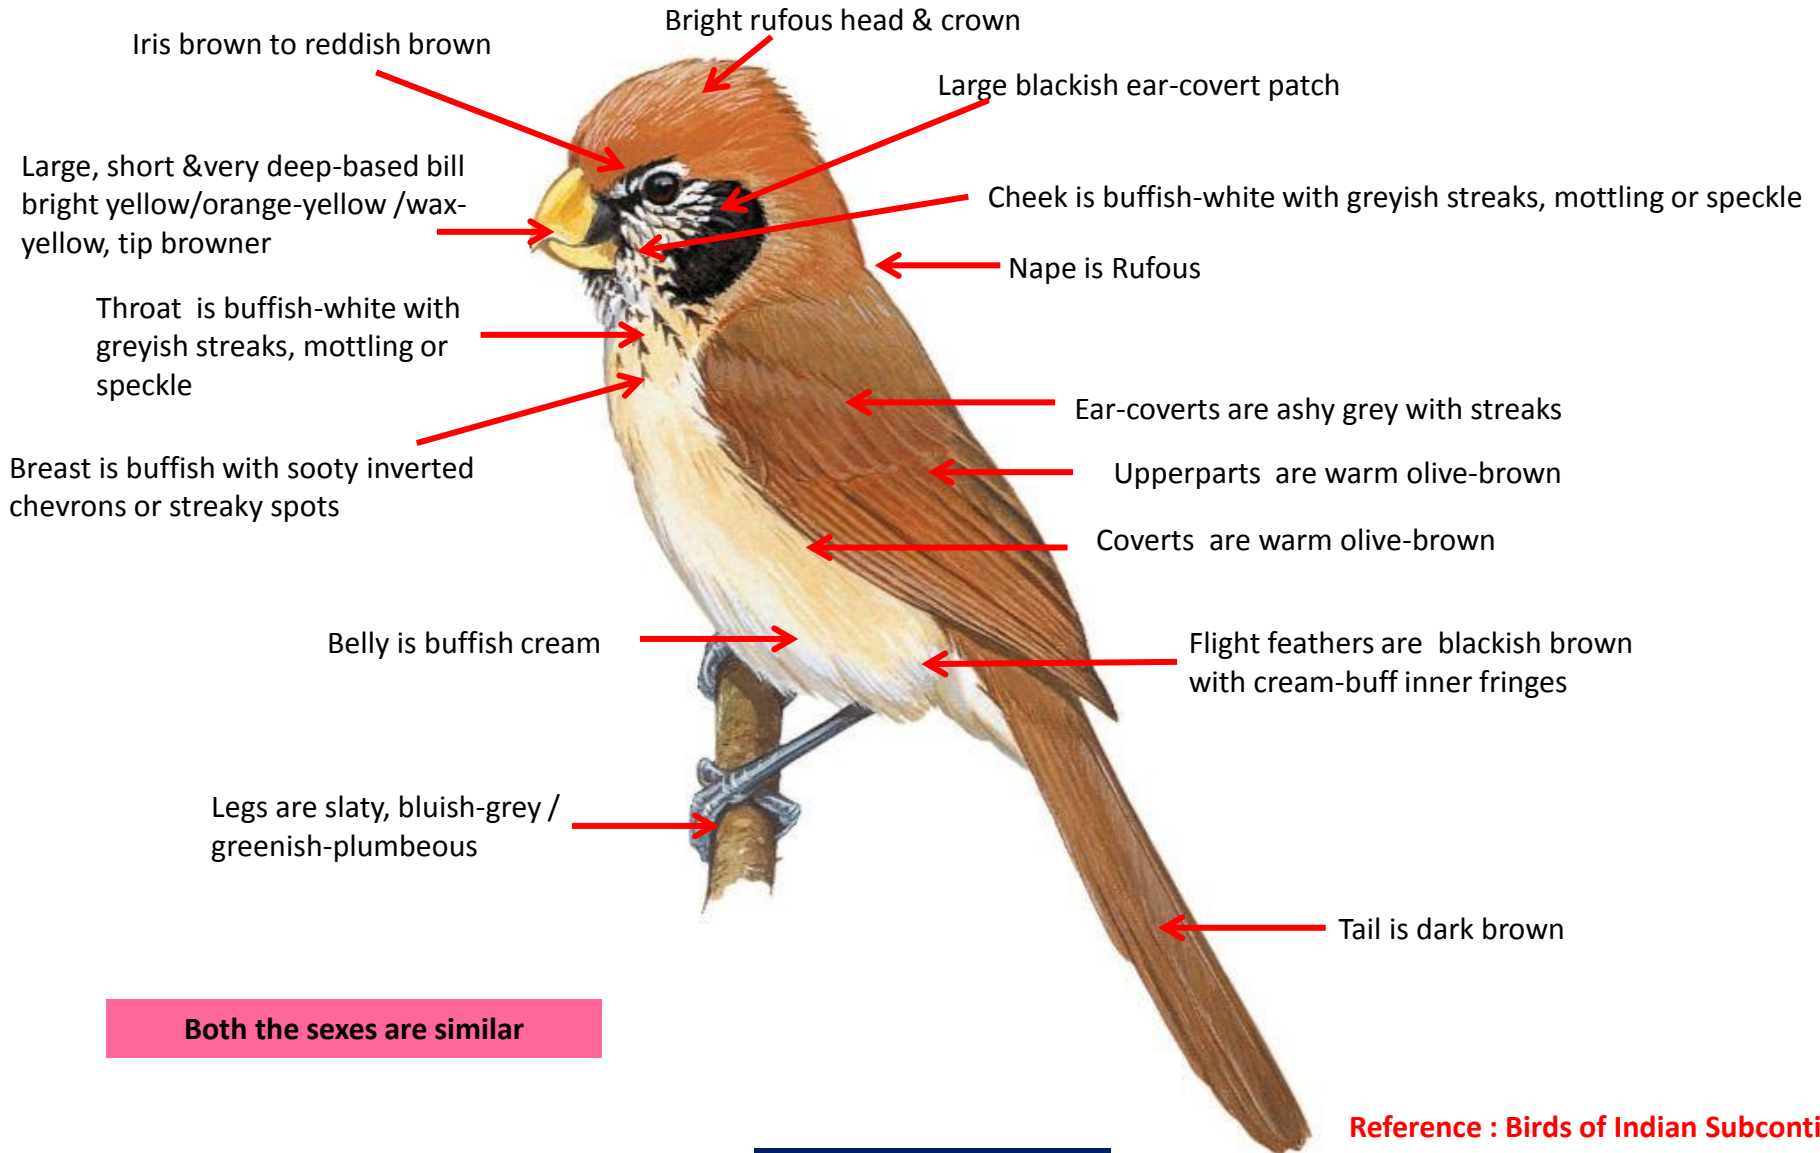 Bright rufous head & crown
Iris brown to reddish brown
Large blackish ear-covert patch
Large, short &very deep-based bill
bright yellow/orange-yellow /wax-
yellow, tip browner
Cheek is buffish-white with greyish streaks, mottling or speckle
Nape is Rufous
Throat is buffish-white with
greyish streaks, mottling or
speckle
Ear-coverts are ashy grey with streaks
Breast is buffish with sooty inverted
chevrons or streaky spots
Upperparts are warm olive-brown
Coverts are warm olive-brown
Belly is buffish cream
Flight feathers are blackish brown
with cream-buff inner fringes
Legs are slaty, bluish-grey /
greenish-plumbeous
Tail is dark brown
Both the sexes are similar
Reference : Birds of Indian Subconti